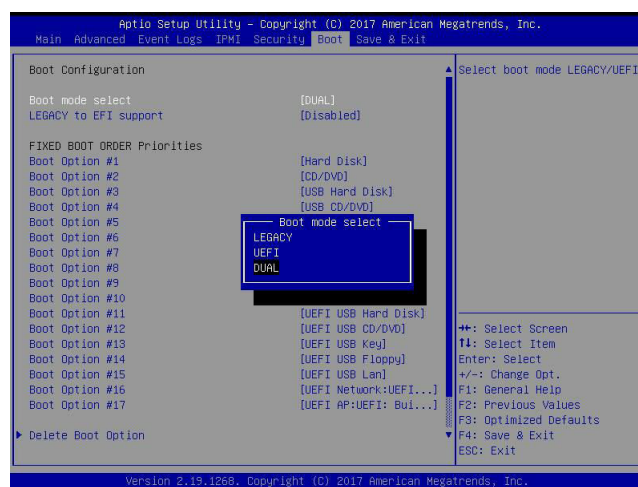 Aptio Setup Utility – Copyright (C) 2017 American Megatrends, Inc.
Main Advanced Event Logs IPMI Security Boot Save & Exit
Boot Configuration
Select boot mode LEGACY/UEFI
Boot mode select [DUAL]
LEGACY to EFI support [Disabled]
FIXED BOOT ORDER Priorities
Boot Option #1 [Hard Disk]
Boot Option #2 [CD/DVD]
Boot Option #3 [USB Hard Disk]
Boot Option #4 [USB CD/DVD]
Boot Option #5
Boot Option #6
Boot Option #7
Boot Option #8
Boot Option #9
Boot Option #10
Boot mode select
LEGACY
UEFI
DUAL
Boot Option #11 [UEFI USB Hard Disk]
Boot Option #12 [UEFI USB CD/DVD]
Boot Option #13 [UEFI USB Key]
Boot Option #14 [UEFI USB Floppy]
Boot Option #15 [UEFI USB Lan]
Boot Option #16 [UEFI Network:UEFI...]
Boot Option #17 [UEFI AP:UEFI: Bui...]
Delete Boot Option
→←: Select Screen
↑↓: Select Item
Enter: Select
+/-: Change Opt.
F1: General Help
F2: Previous Values
F3: Optimized Defaults
F4: Save & Exit
ESC: Exit
Version 2.19.1268. Copyright (C) 2017 American Megatrends, Inc.